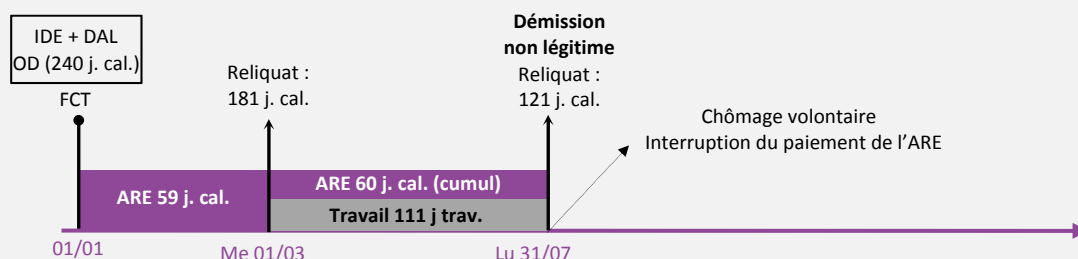 IDE + DAL
OD (240 j. cal.)
FCT
Reliquat :
181 j. cal.
Démission
non légitime
Reliquat :
121 j. cal.
Chômage volontaire
Interruption du paiement de l’ARE
ARE 59 j. cal.
ARE 60 j. cal. (cumul)
Travail 111 j trav.
01/01
Me 01/03
Lu 31/07